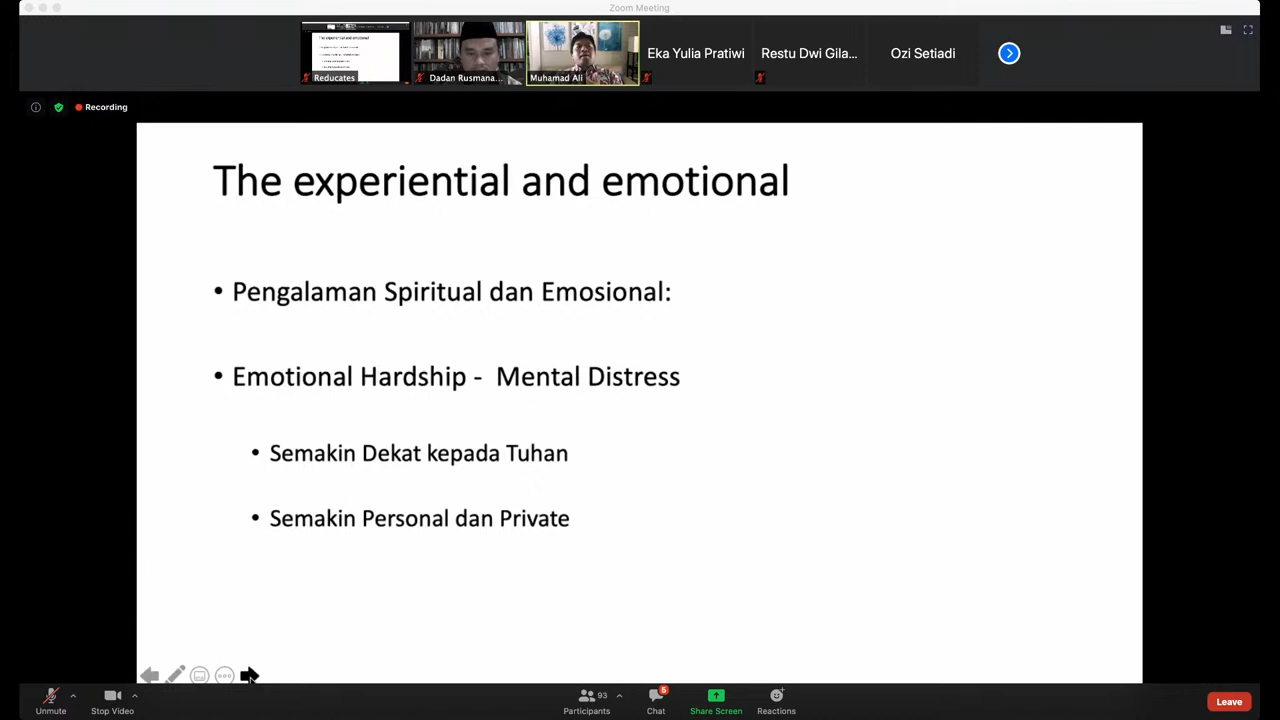 Zoom Meeting
Reducates
Dadan Rusmana...
Muhamad Ali
Eka Yulia Pratiwi
Restu Dwi Gila...
Ozi Setiadi
Recording
The experiential and emotional
• Pengalaman Spiritual dan Emosional:
• Emotional Hardship - Mental Distress
• Semakin Dekat kepada Tuhan
• Semakin Personal dan Private
Unmute
Stop Video
93
Participants
5
Chat
Share Screen
Reactions
Leave